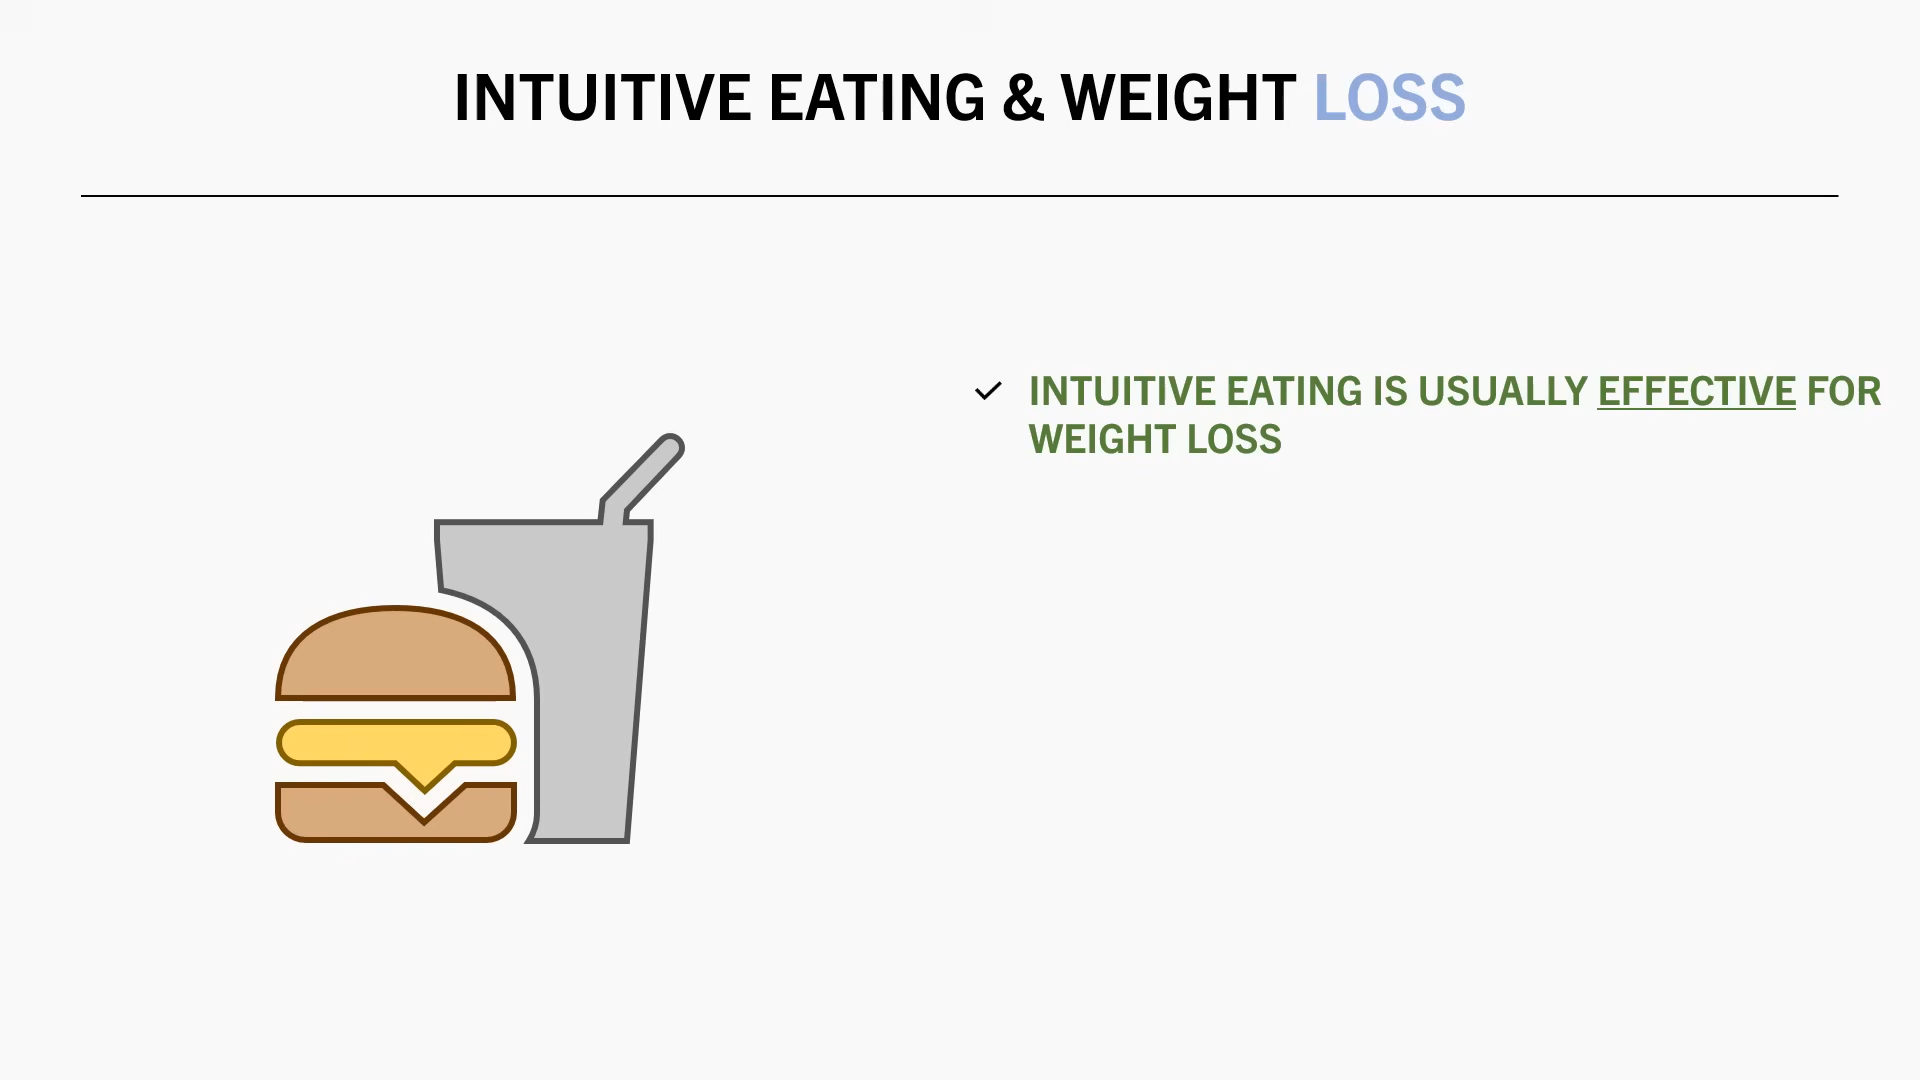 INTUITIVE EATING & WEIGHT LOSS
INTUITIVE EATING IS USUALLY EFFECTIVE FOR
WEIGHT LOSS